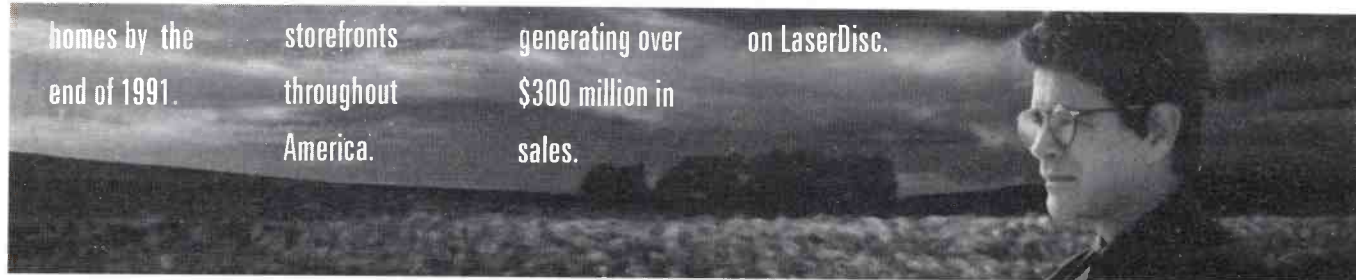 homes by the
end of 1991.
storefronts
throughout
America.
generating over
$300 million in
sales.
on LaserDisc.